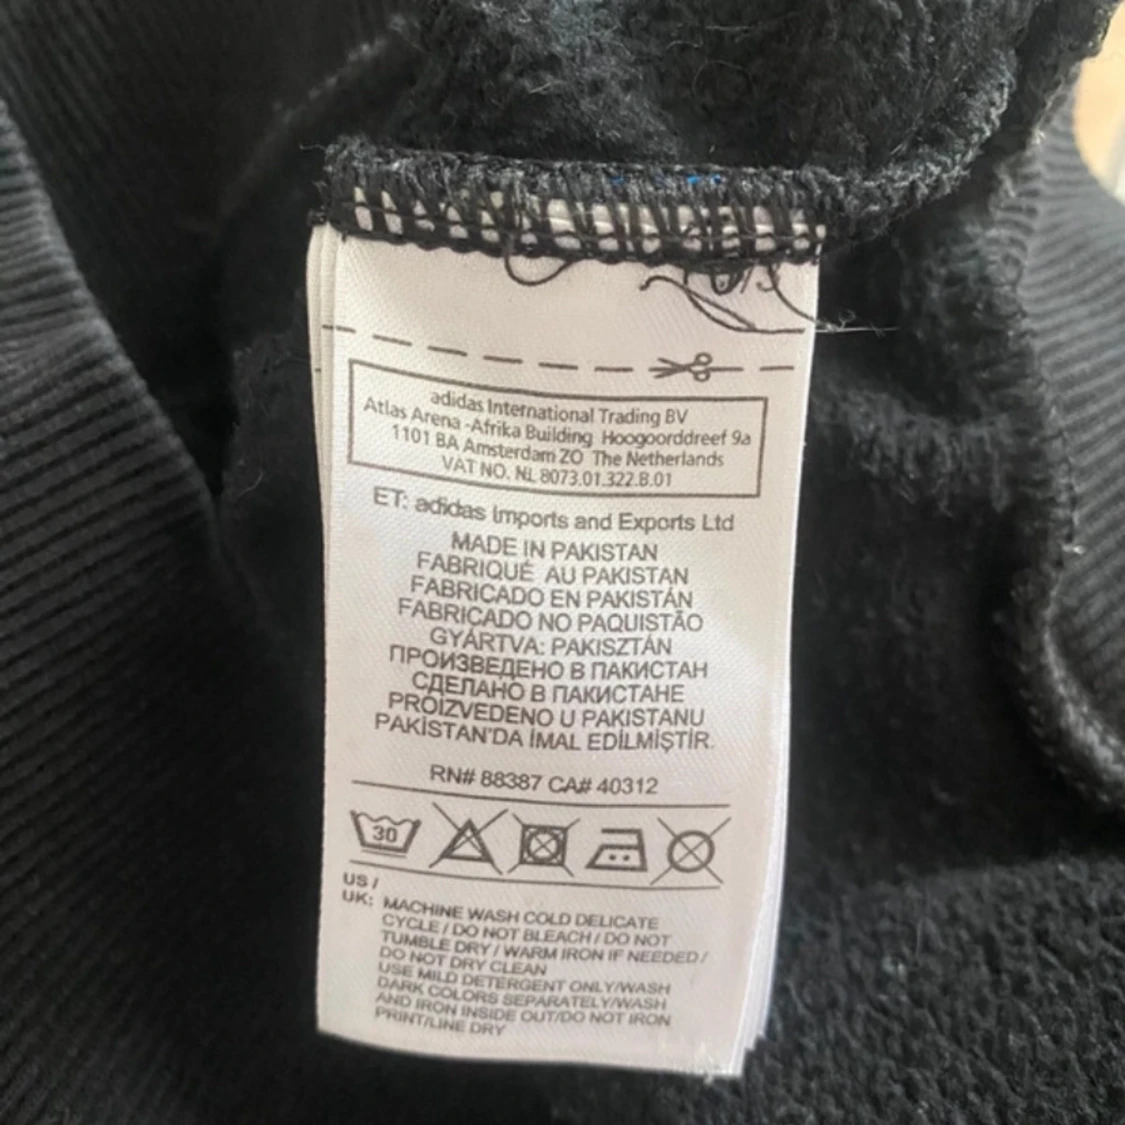 adidas International Trading BV
Atlas Arena -Afrika Building Hoogoorddreef 9a
1101 BA Amsterdam ZO The Netherlands
VAT NO. NL 8073.01.322.B.01
ET: adidas Imports and Exports Ltd
MADE IN PAKISTAN
FABRIQUÉ AU PAKISTAN
FABRICADO EN PAKISTÁN
FABRICADO NO PAQUISTÃO
GYÁRTVA: PAKISZTÁN
ПРОИЗВЕДЕНО В ПАКИСТАН
СДЕЛАНО В ПАКИСТАНЕ
PROIZVEDENO U PAKISTANU
PAKİSTAN'DA İMAL EDİLMİŞTİR.
RN# 88387 CA# 40312
30
US /
UK: MACHINE WASH COLD DELICATE
CYCLE / DO NOT BLEACH / DO NOT
TUMBLE DRY / WARM IRON IF NEEDED /
DO NOT DRY CLEAN
USE MILD DETERGENT ONLY/WASH
DARK COLORS SEPARATELY/WASH
AND IRON INSIDE OUT/DO NOT IRON
PRINT/LINE DRY